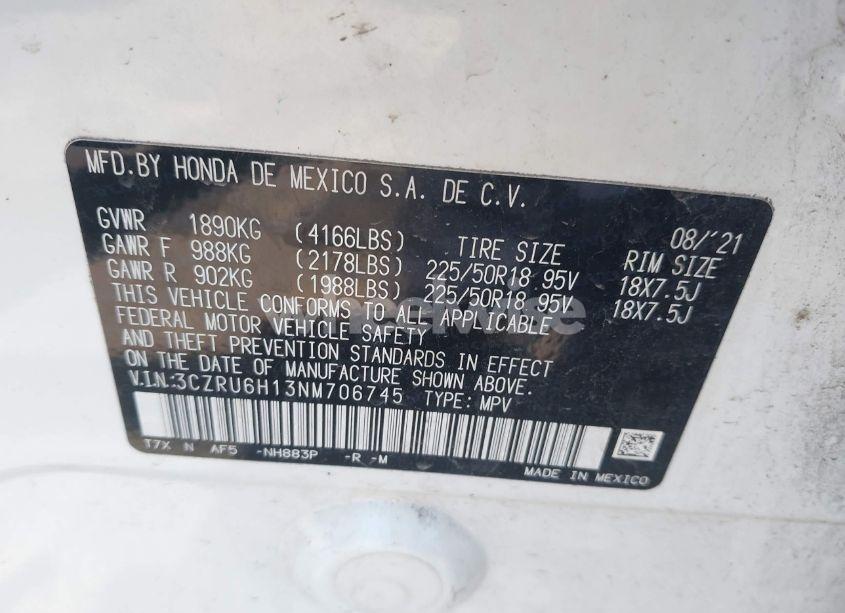 MFD.BY HONDA DE MEXICO S.A. DE C.V.
08/'21
GVWR 1890KG (4166LBS) TIRE SIZE RIM SIZE
GAWR F 988KG (2178LBS) 225/50R18 95V 18X7.5J
GAWR R 902KG (1988LBS) 225/50R18 95V 18X7.5J
THIS VEHICLE CONFORMS TO ALL APPLICABLE
FEDERAL MOTOR VEHICLE SAFETY
AND THEFT PREVENTION STANDARDS IN EFFECT
ON THE DATE OF MANUFACTURE SHOWN ABOVE.
V.I.N:3CZRU6H13NM706745 TYPE: MPV
T7X N AF5 -NH883P -R -M
MADE IN MEXICO